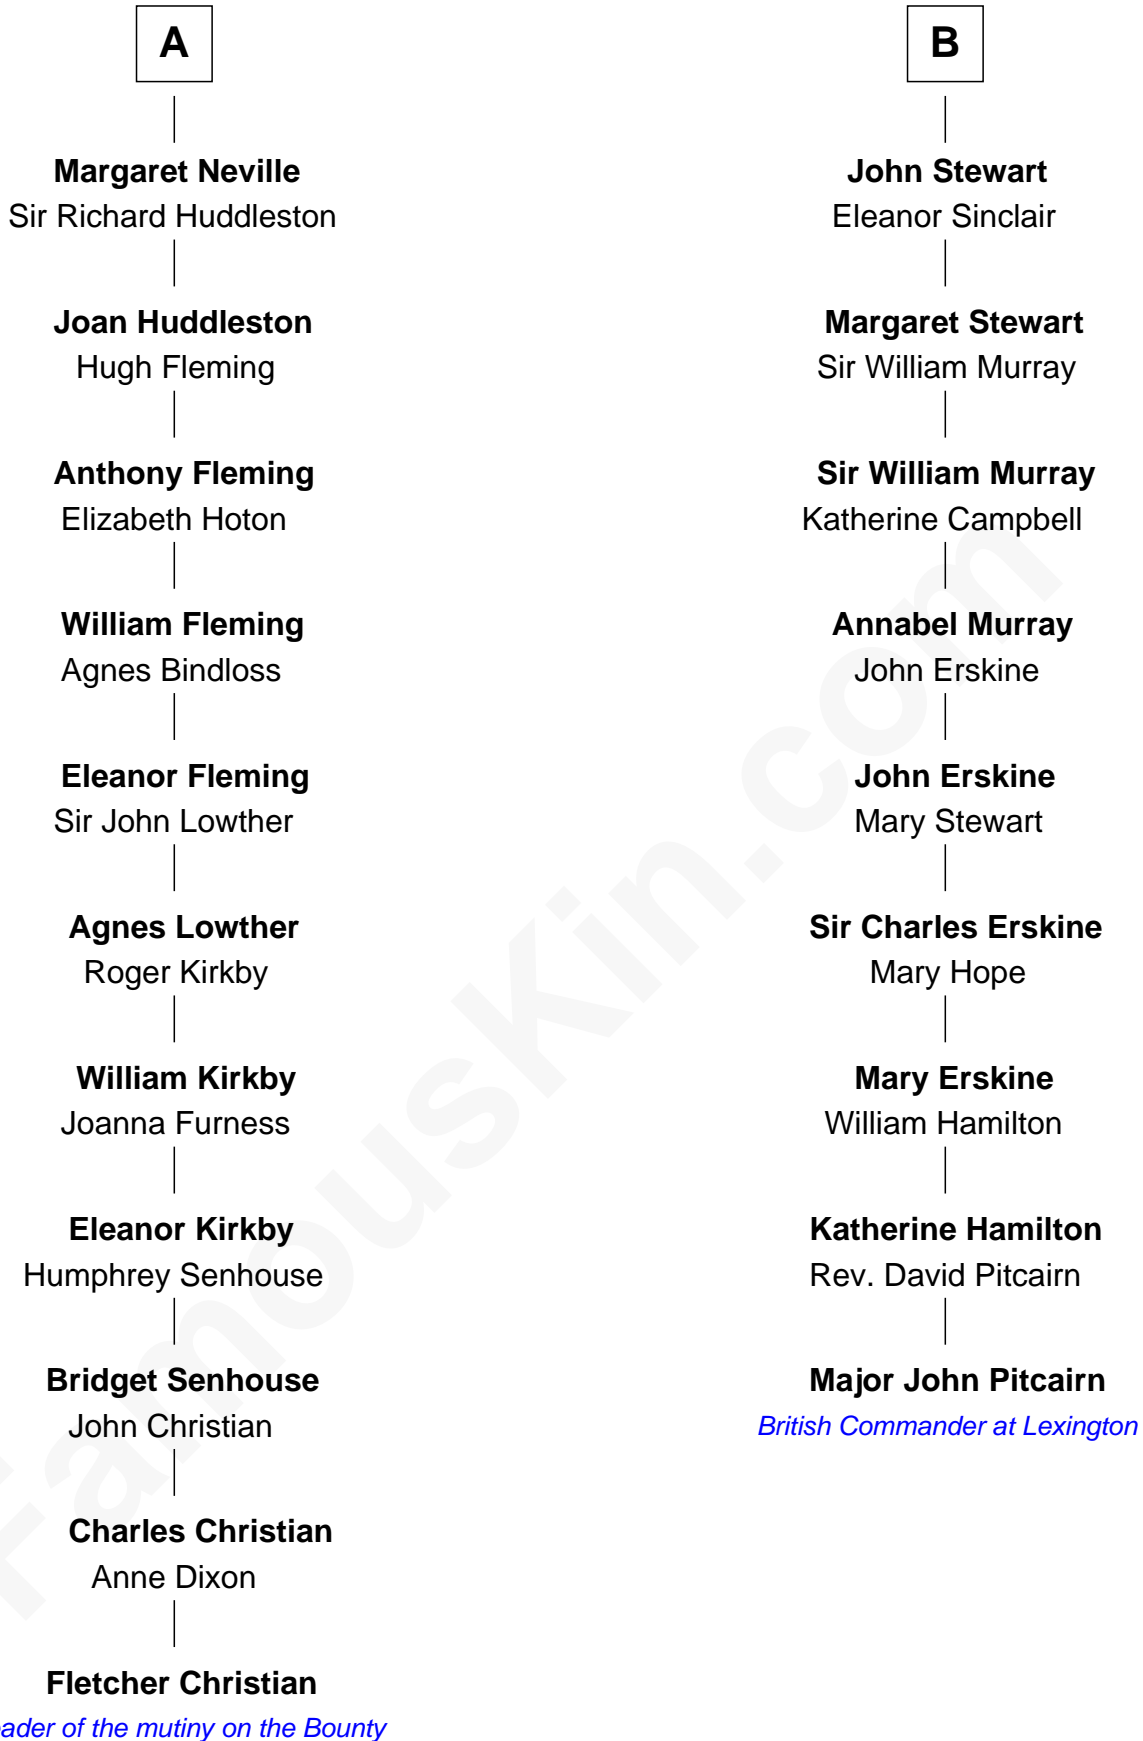 A
Margaret Neville
Sir Richard Huddleston
Joan Huddleston
Hugh Fleming
Anthony Fleming
Elizabeth Hoton
William Fleming
Agnes Bindloss
Eleanor Fleming
Sir John Lowther
Agnes Lowther
Roger Kirkby
William Kirkby
Joanna Furness
Eleanor Kirkby
Humphrey Senhouse
Bridget Senhouse
John Christian
Charles Christian
Anne Dixon
Fletcher Christian
eader of the mutiny on the Bounty
B
John Stewart
Eleanor Sinclair
Margaret Stewart
Sir William Murray
Sir William Murray
Katherine Campbell
Annabel Murray
John Erskine
John Erskine
Mary Stewart
Sir Charles Erskine
Mary Hope
Mary Erskine
William Hamilton
Katherine Hamilton
Rev. David Pitcairn
Major John Pitcairn
British Commander at Lexington
FamousKin.com